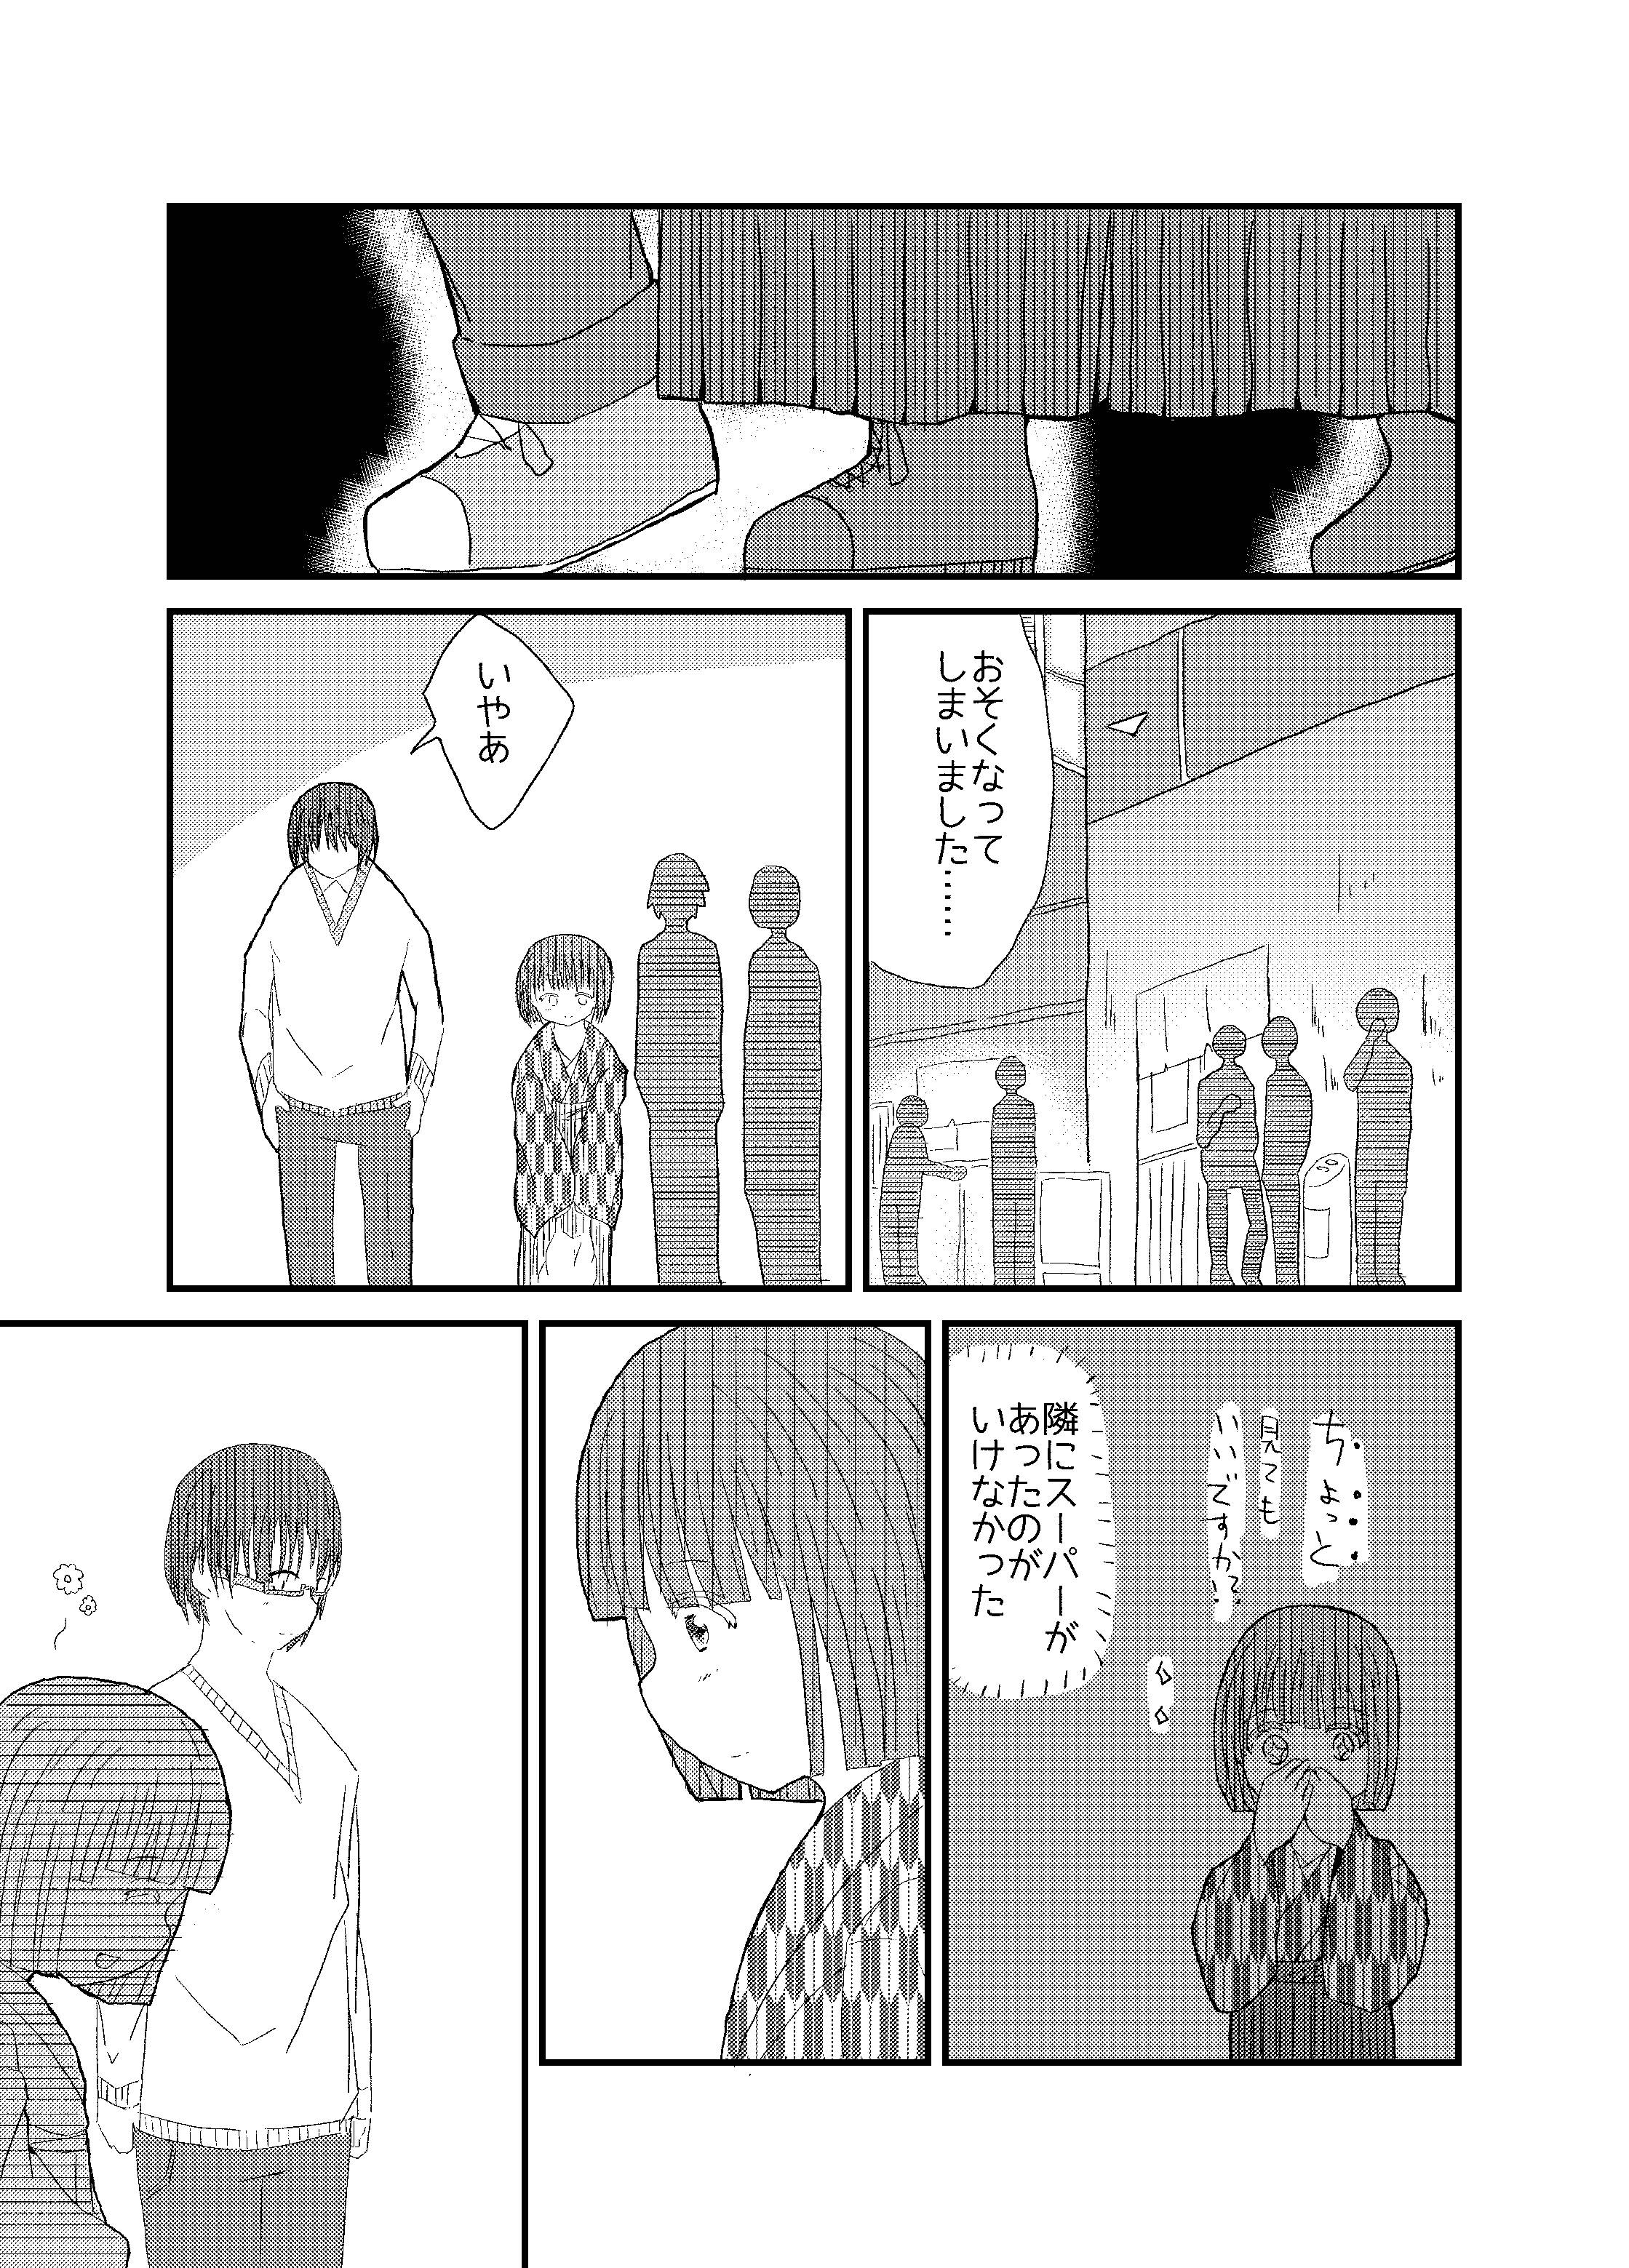 おそくなって
しまいました………
いやあ
ちょっと
見ても
いいですか?
隣にスーパーが
あったのが
いけなかった